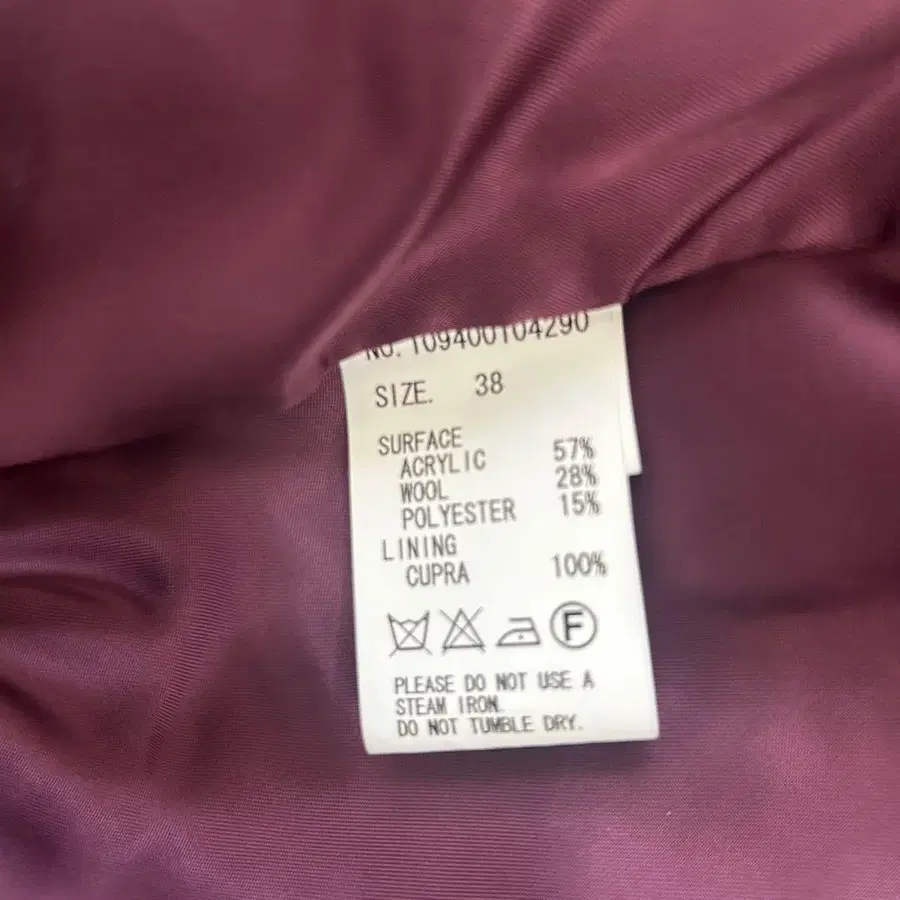 NO. 109400104290
SIZE. 38
SURFACE
ACRYLIC 57%
WOOL 28%
POLYESTER 15%
LINING
CUPRA 100%
F
PLEASE DO NOT USE A
STEAM IRON.
DO NOT TUMBLE DRY.